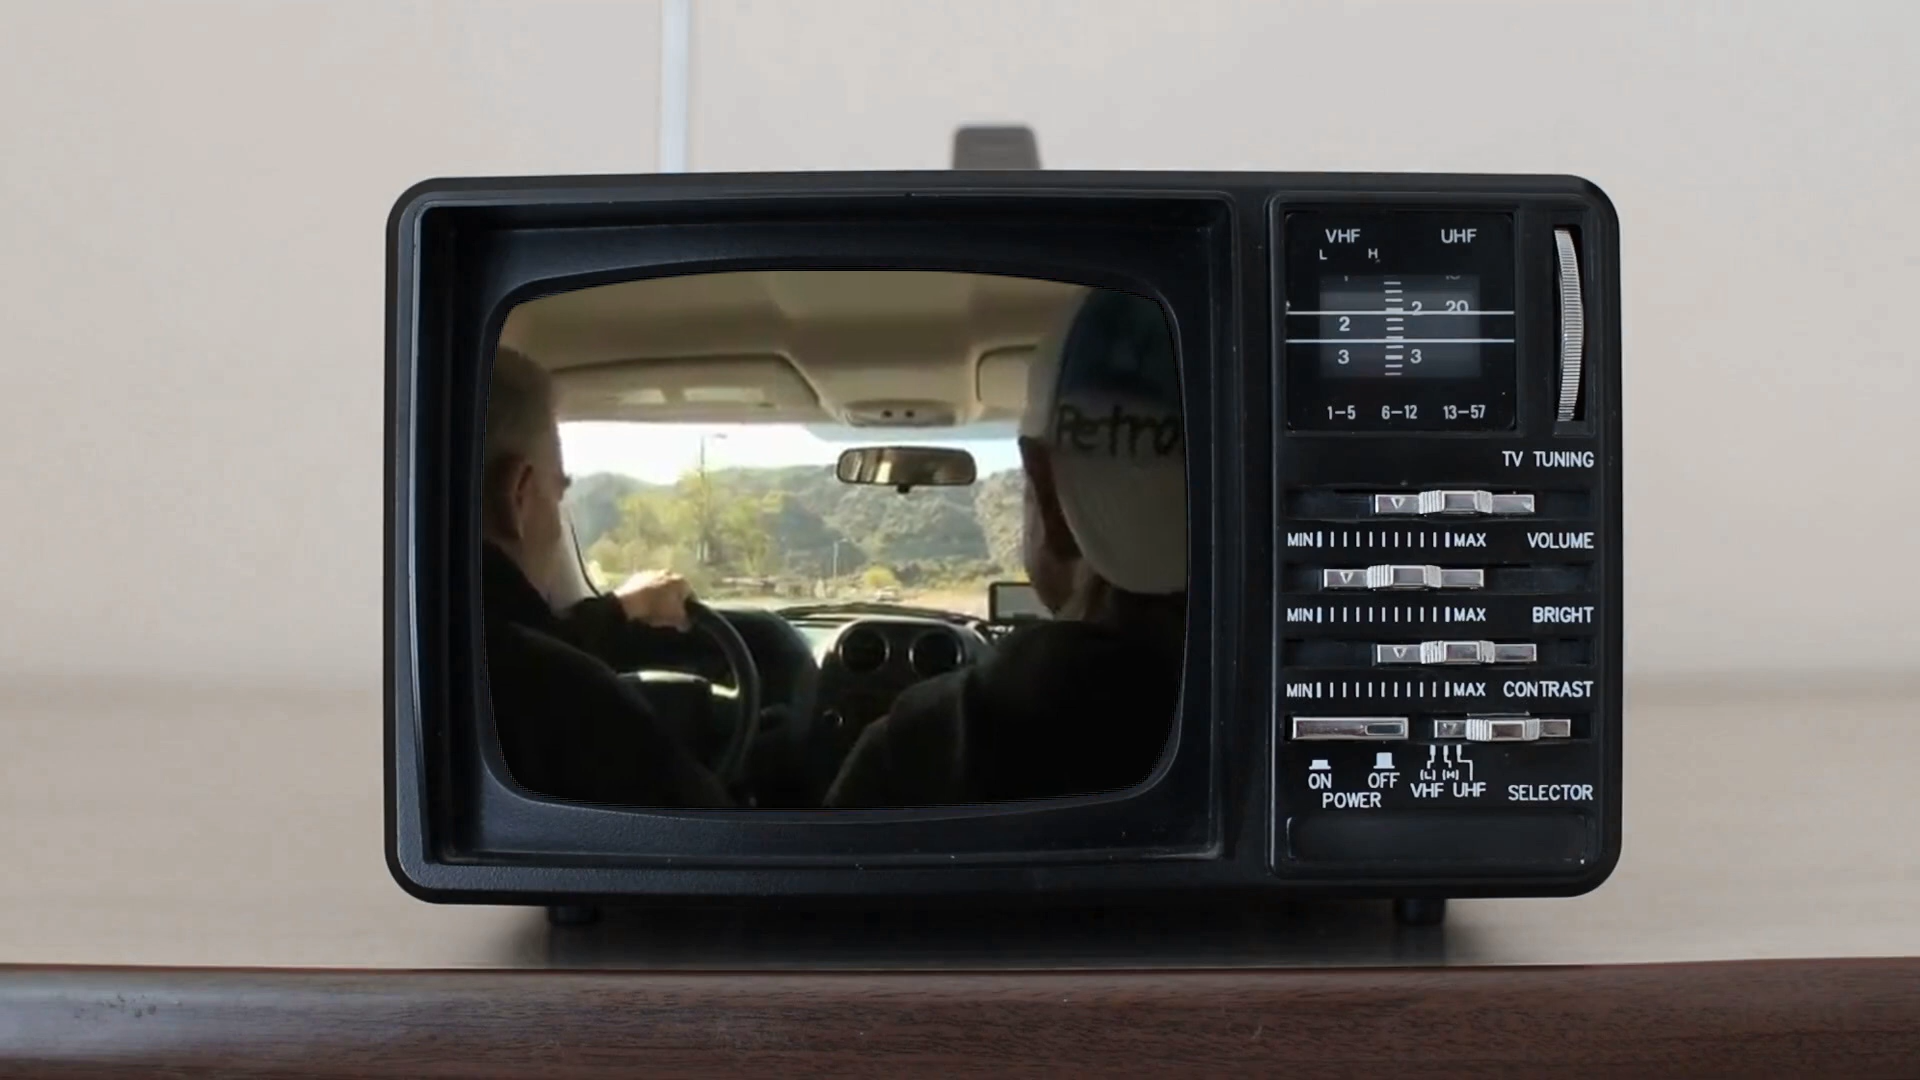 VHF UHF
L H
2 20
2
3 3
1-5 6-12 13-57
TV TUNING
MIN MAX VOLUME
MIN MAX BRIGHT
MIN MAX CONTRAST
ON OFF
POWER
(L) (H)
VHF UHF
SELECTOR
Petro